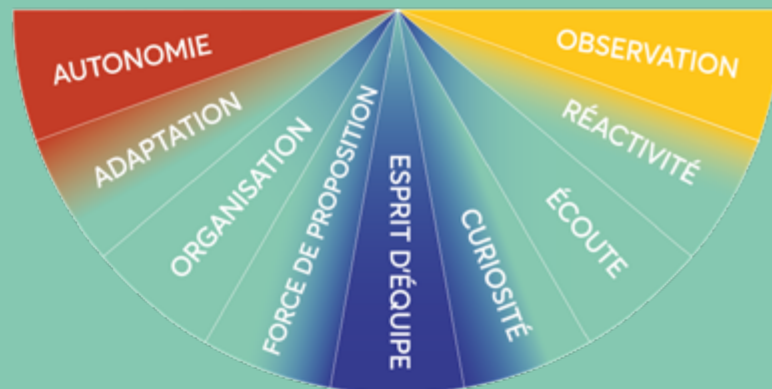 AUTONOMIE
ADAPTATION
ORGANISATION
FORCE DE PROPOSITION
ESPRIT D'ÉQUIPE
CURIOSITÉ
ÉCOUTE
RÉACTIVITÉ
OBSERVATION